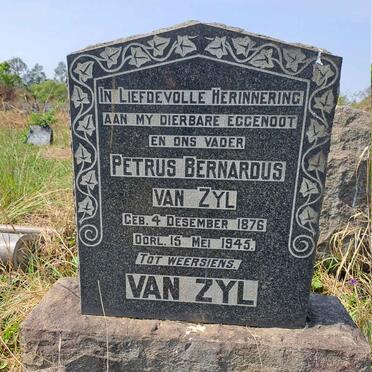 IN LIEFDEVOLLE HERINNERING
AAN MY DIERBARE EGGENOOT
EN ONS VADER
PETRUS BERNARDUS
VAN ZYL
GEB. 4 DESEMBER 1876
OORL. 15 MEI 1945.
TOT WEERSIENS.
VAN ZYL